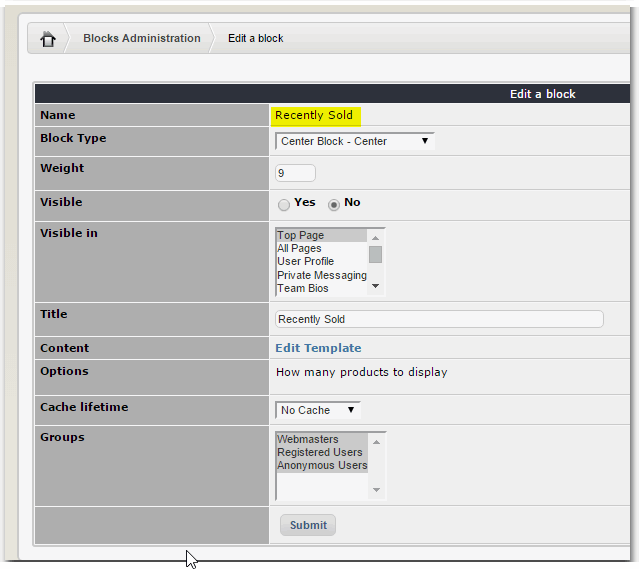 Blocks Administration Edit a block
Edit a block
Name Recently Sold
Block Type Center Block - Center
Weight 9
Visible Yes No
Visible in Top Page
All Pages
User Profile
Private Messaging
Team Bios
Title Recently Sold
Content Edit Template
Options How many products to display
Cache lifetime No Cache
Groups Webmasters
Registered Users
Anonymous Users
Submit